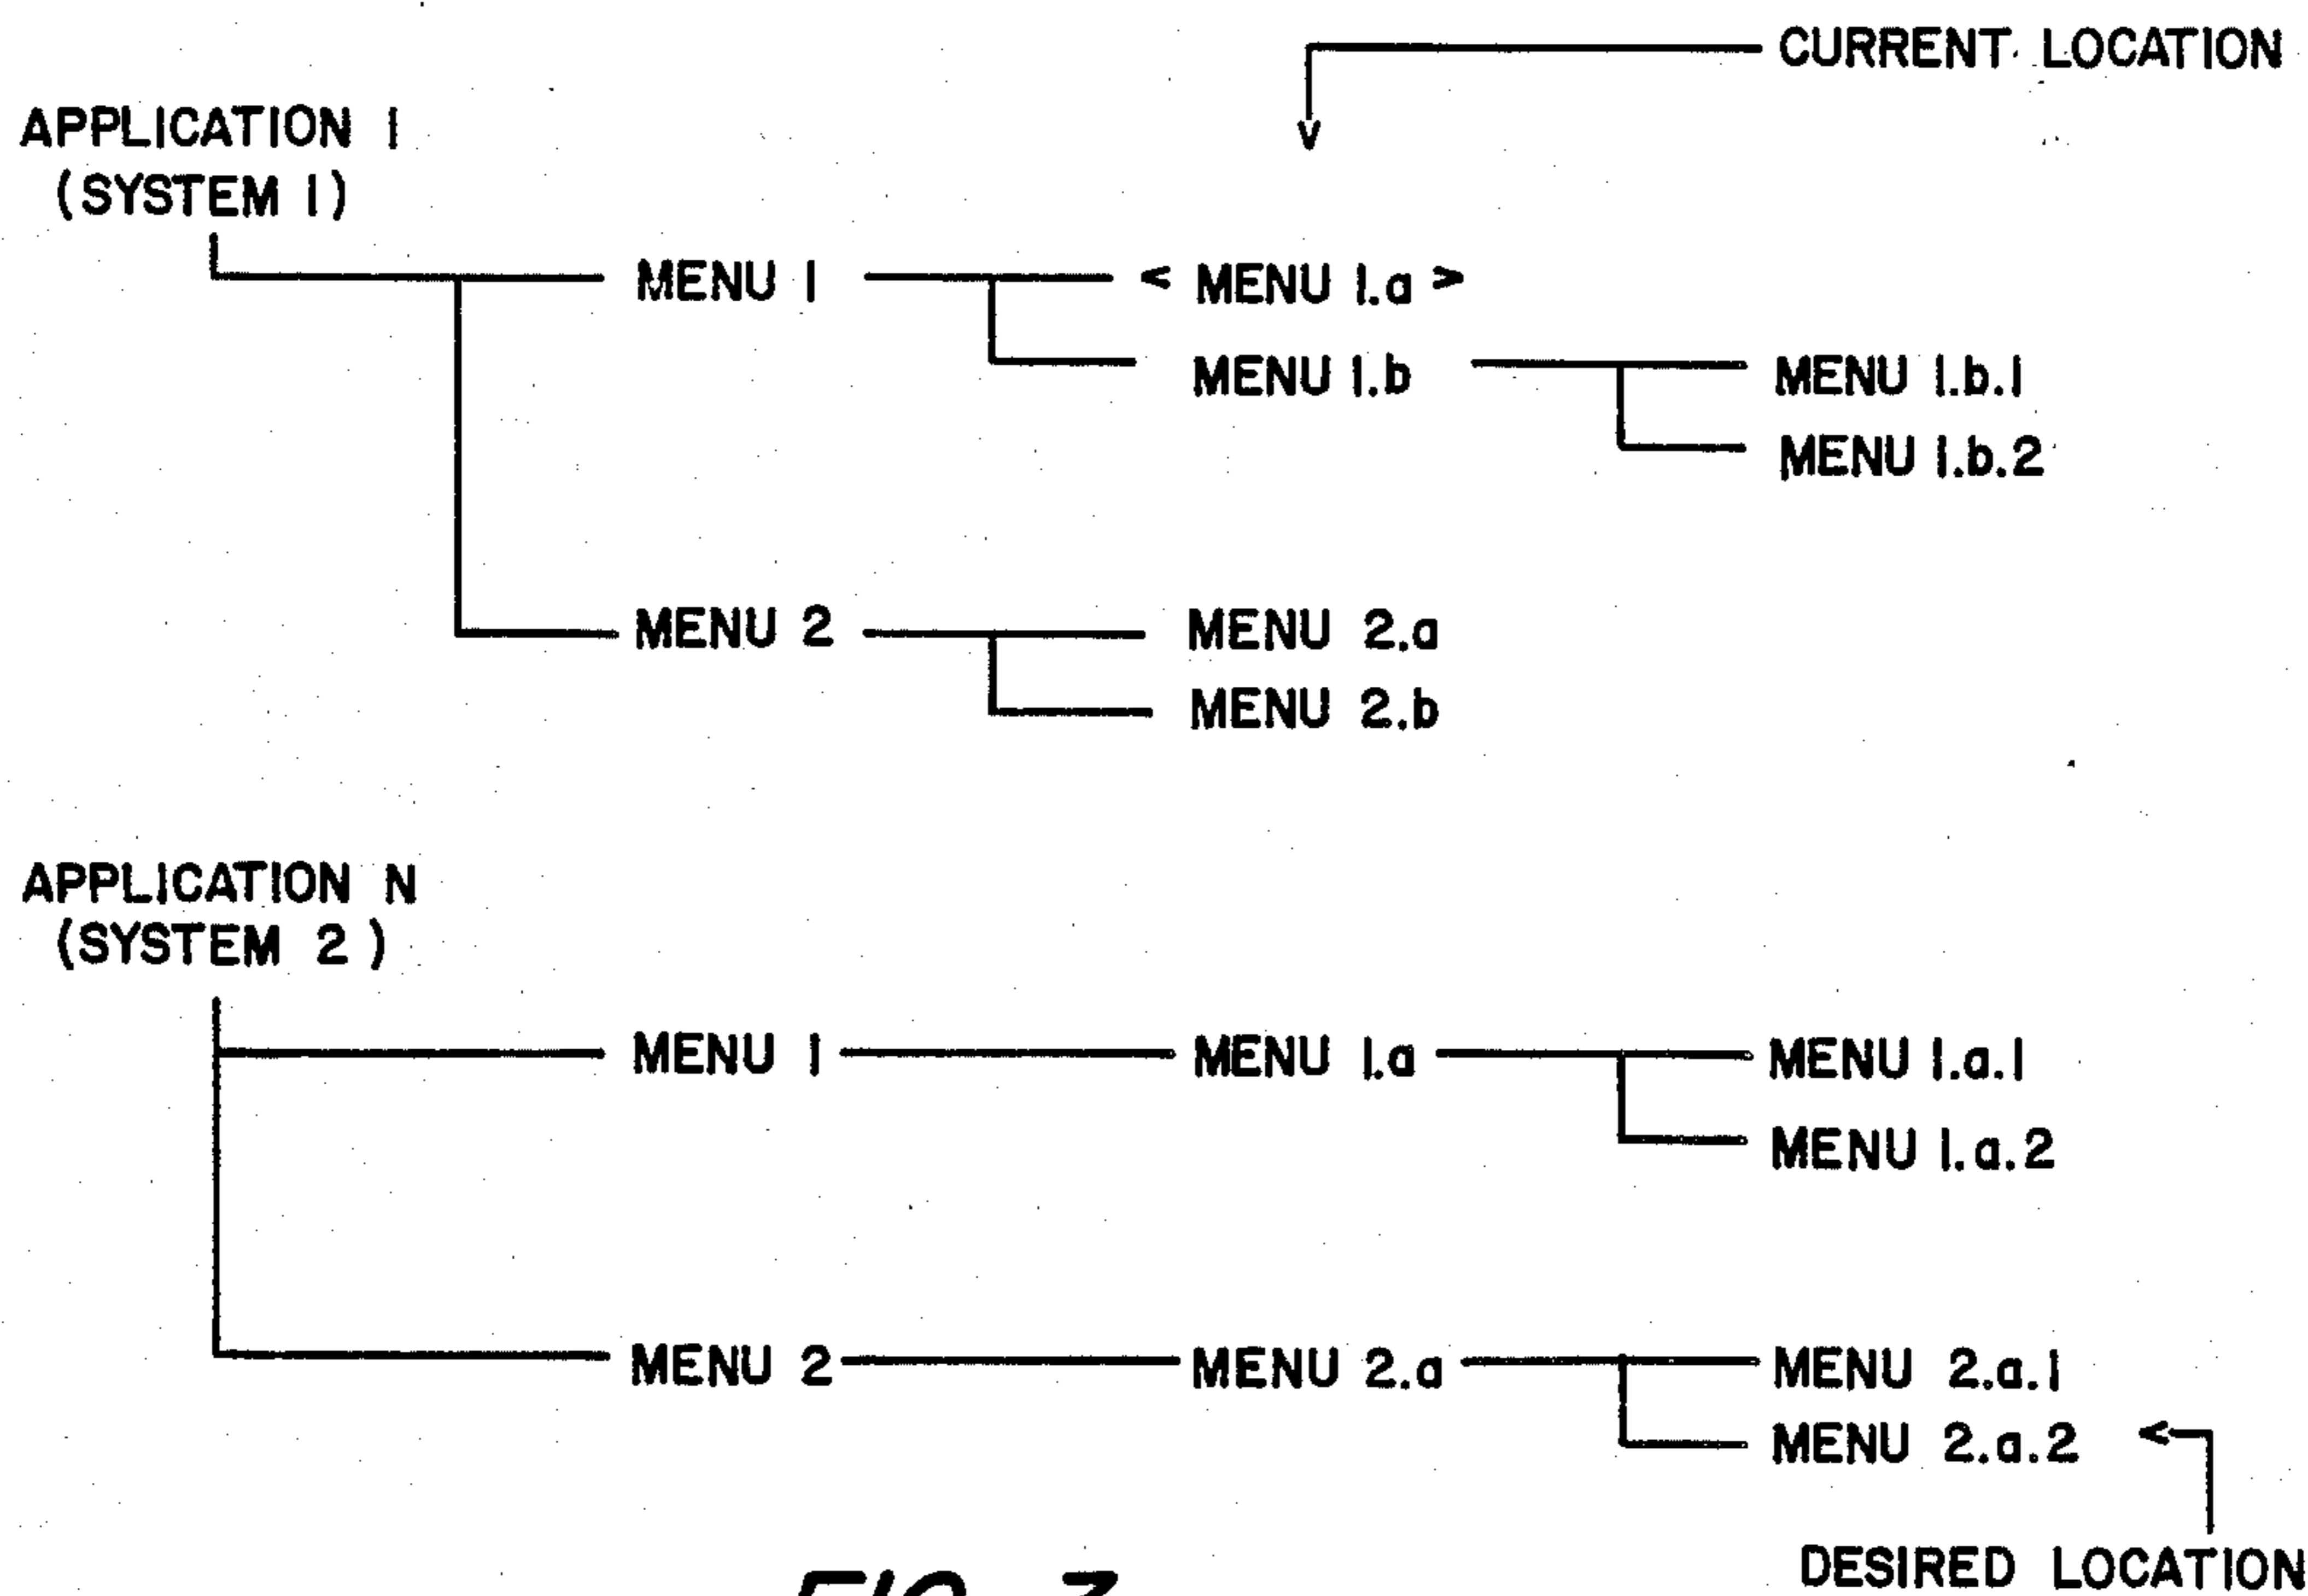 CURRENT LOCATION
APPLICATION 1
(SYSTEM 1)
MENU 1 < MENU 1.a >
MENU 1.b MENU 1.b.1
MENU 1.b.2
MENU 2 MENU 2.a
MENU 2.b
APPLICATION N
(SYSTEM 2)
MENU 1 MENU 1.a MENU 1.a.1
MENU 1.a.2
MENU 2 MENU 2.a MENU 2.a.1
MENU 2.a.2
DESIRED LOCATION